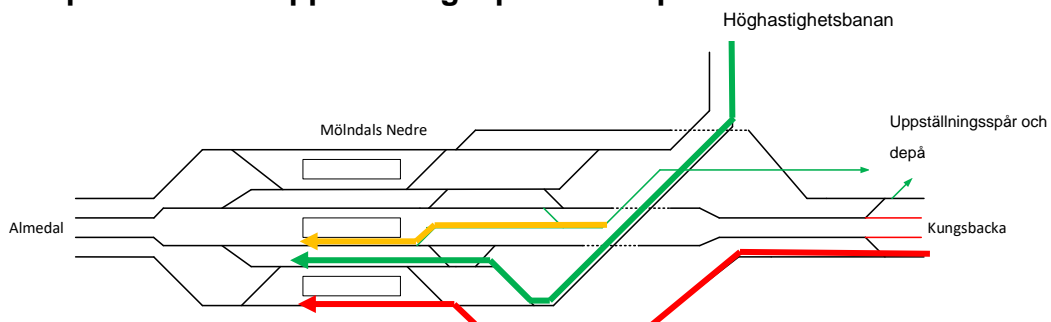 Höghastighetsbanan
Mölndals Nedre
Uppställningsspår och
depå
Almedal
Kungsbacka